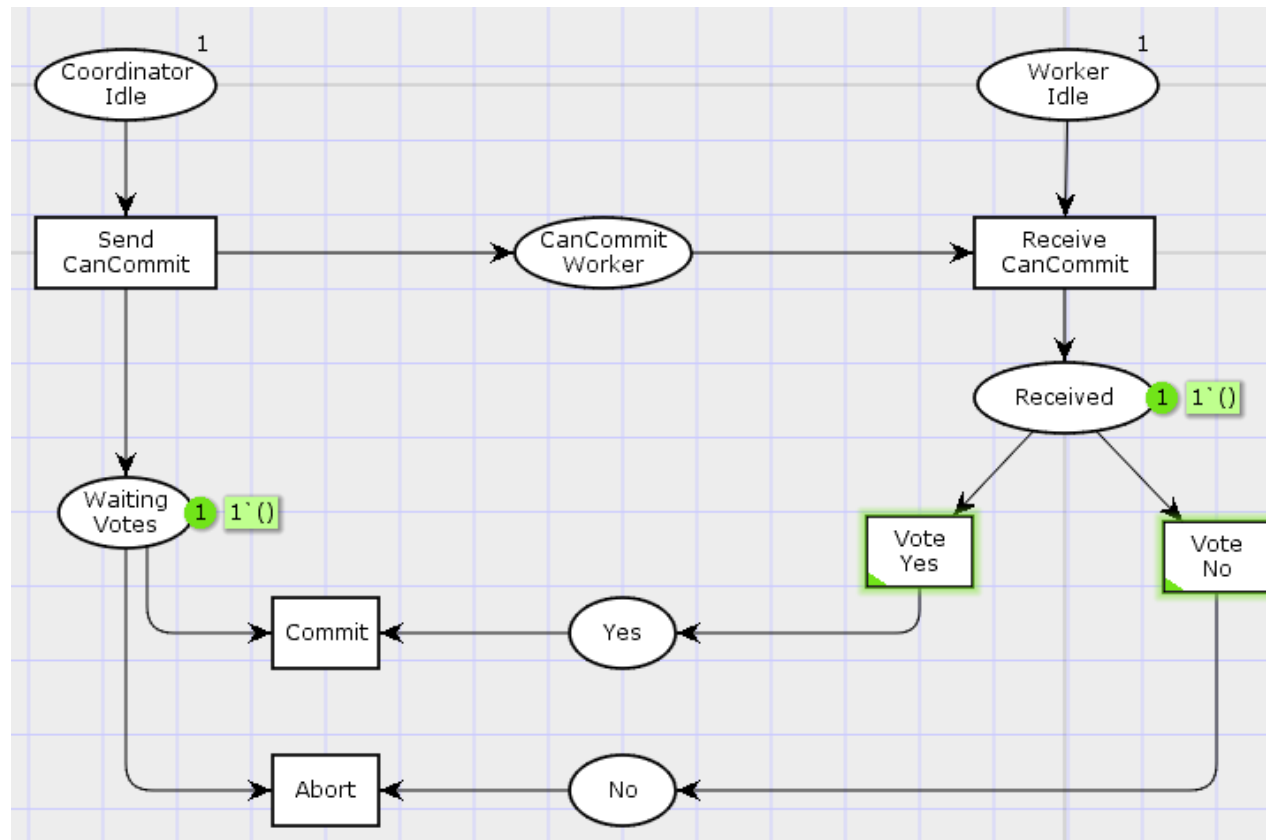 1
1
Coordinator
Idle
Worker
Idle
Send
CanCommit
CanCommit
Worker
Receive
CanCommit
Received
1
1`()
Waiting
Votes
1
1`()
Vote
Yes
Vote
No
Commit
Yes
Abort
No